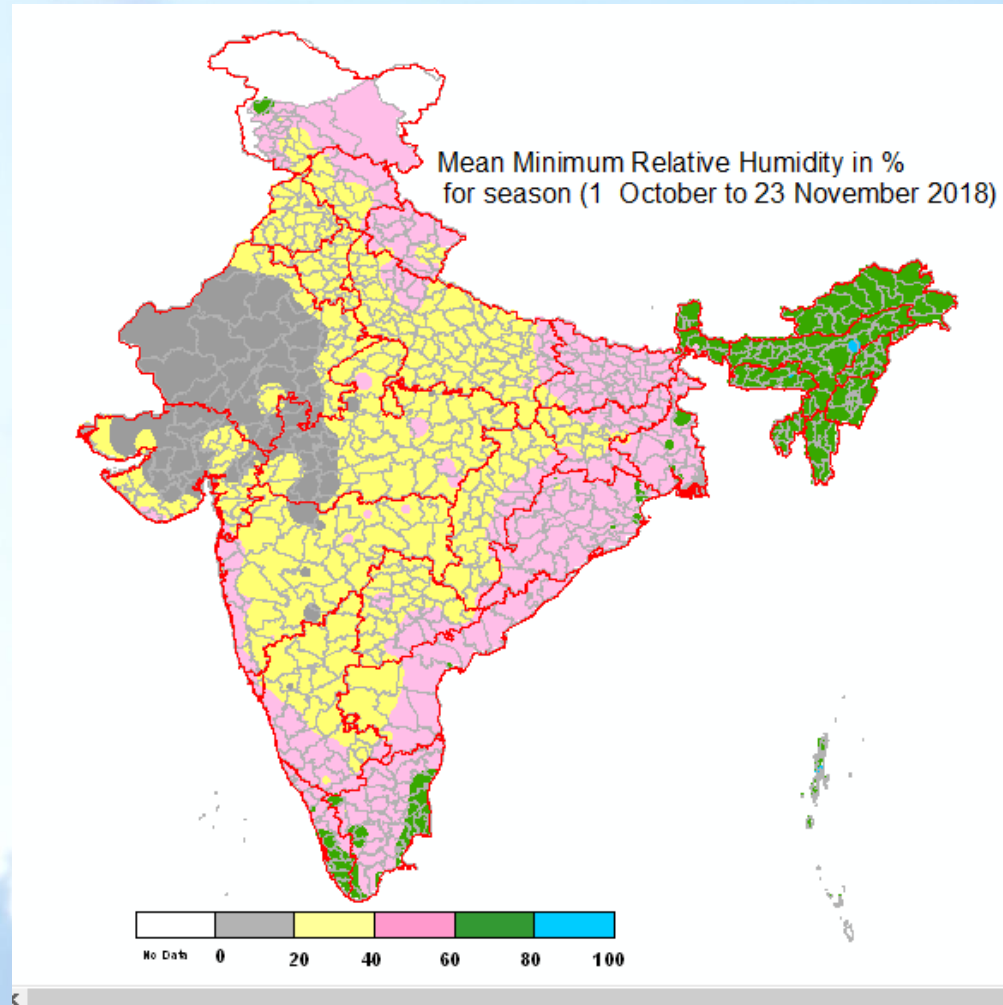 Mean Minimum Relative Humidity in %
for season (1 October to 23 November 2018)
No Data 0 20 40 60 80 100